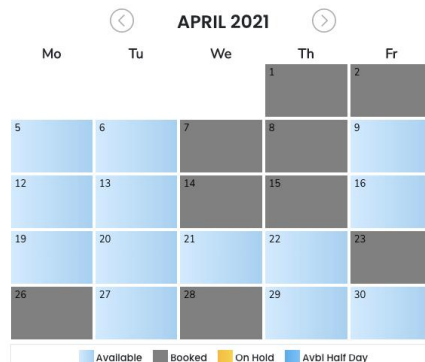 APRIL 2021
Mo Tu We Th Fr
1 2
5 6 7 8 9
12 13 14 15 16
19 20 21 22 23
26 27 28 29 30
Available Booked On Hold Avbl Half Day